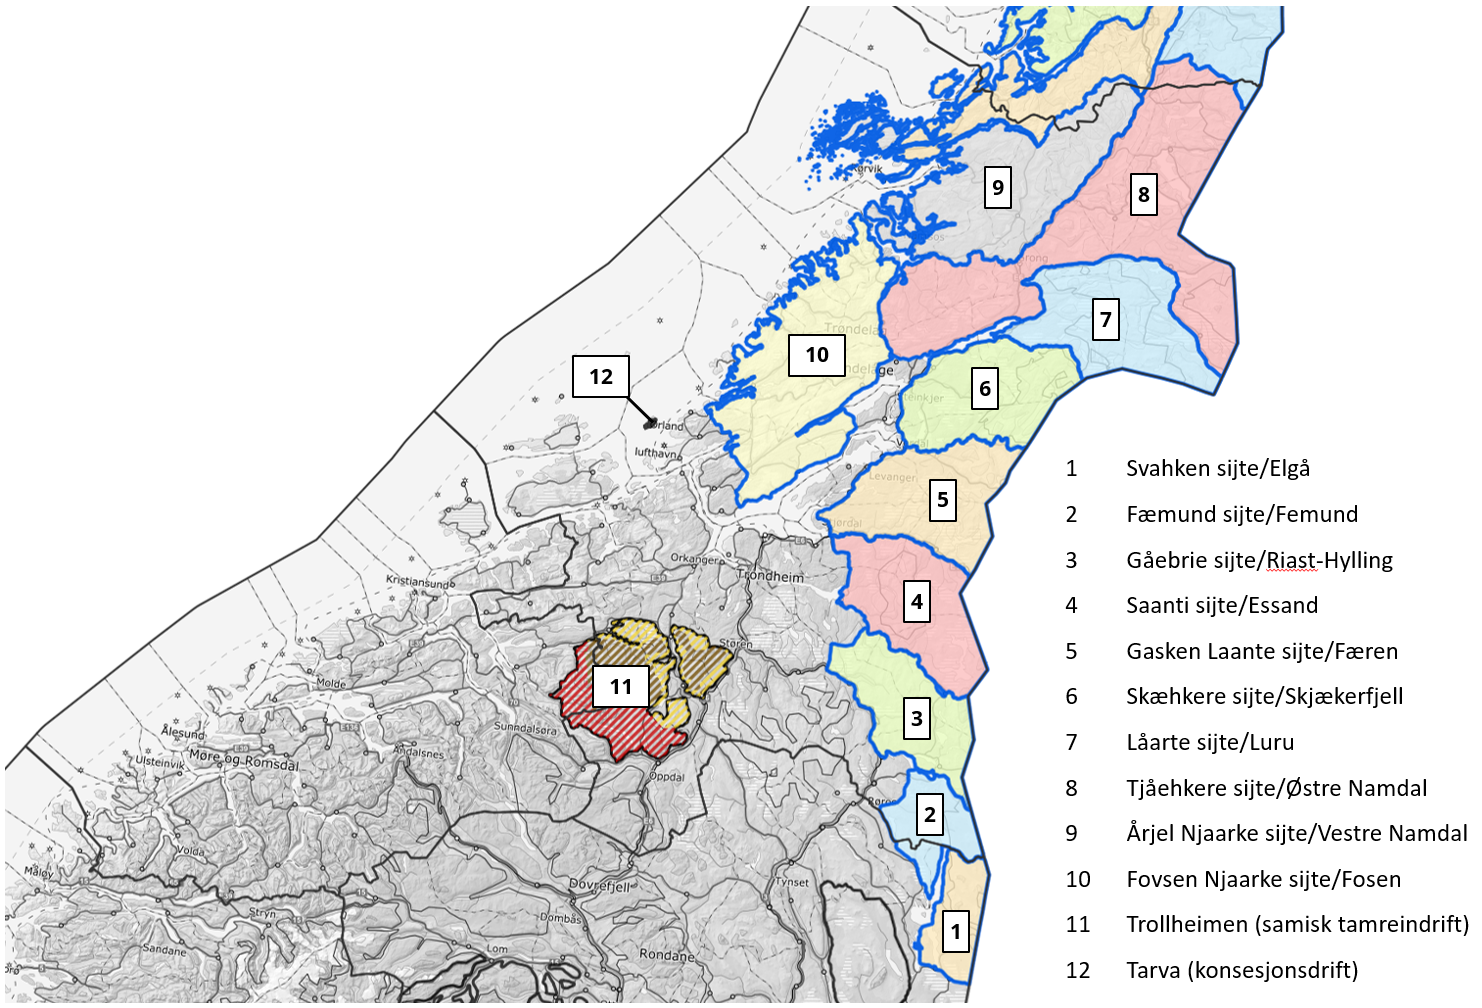 9
8
7
10
12
6
5
4
11
3
2
1
Rørvik
Trøndelag
Steinkjer
Levanger
lufthavn
Orkanger
Trondheim
Kristiansund
Støren
Molde
Sunndalsøra
Ålesund
Ulsteinvik
Møre og Romsdal
Åndalsnes
Oppdal
Volda
Måløy
Dovrefjell
Tynset
Stryn
Dombås
Sandane
Lom
Rondane
1 Svahken sijte/Elgå
2 Fæmund sijte/Femund
3 Gåebrie sijte/Riast-Hylling
4 Saanti sijte/Essand
5 Gasken Laante sijte/Færen
6 Skæhkere sijte/Skjækerfjell
7 Låarte sijte/Luru
8 Tjåehkere sijte/Østre Namdal
9 Årjel Njaarke sijte/Vestre Namdal
10 Fovsen Njaarke sijte/Fosen
11 Trollheimen (samisk tamreindrift)
12 Tarva (konsesjonsdrift)